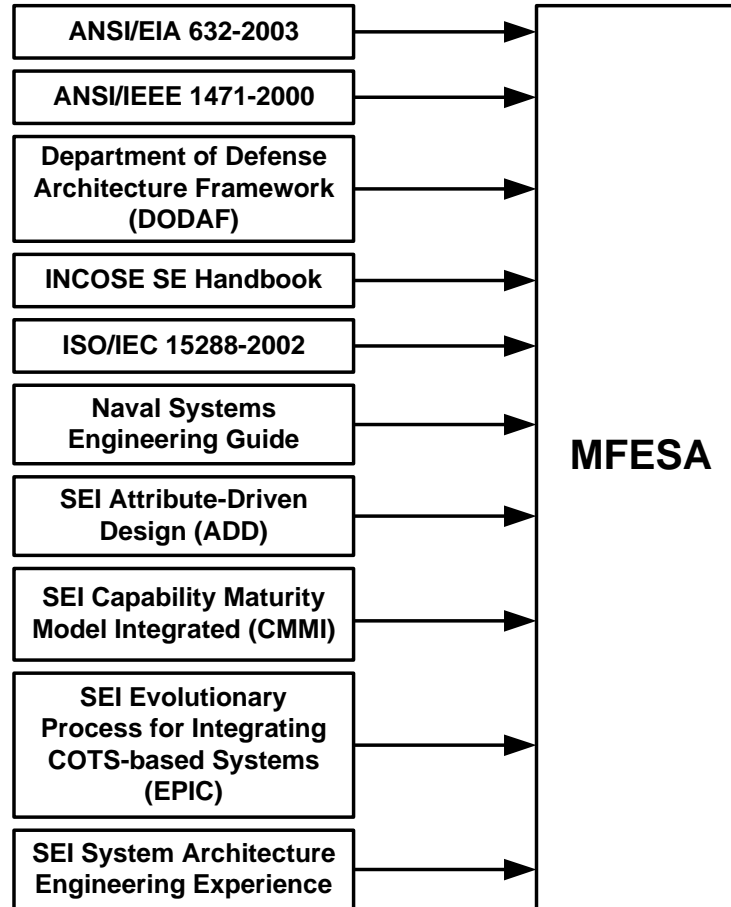 ANSI/EIA 632-2003
ANSI/IEEE 1471-2000
Department of Defense
Architecture Framework
(DODAF)
INCOSE SE Handbook
ISO/IEC 15288-2002
Naval Systems
Engineering Guide
SEI Attribute-Driven
Design (ADD)
SEI Capability Maturity
Model Integrated (CMMI)
SEI Evolutionary
Process for Integrating
COTS-based Systems
(EPIC)
SEI System Architecture
Engineering Experience
MFESA